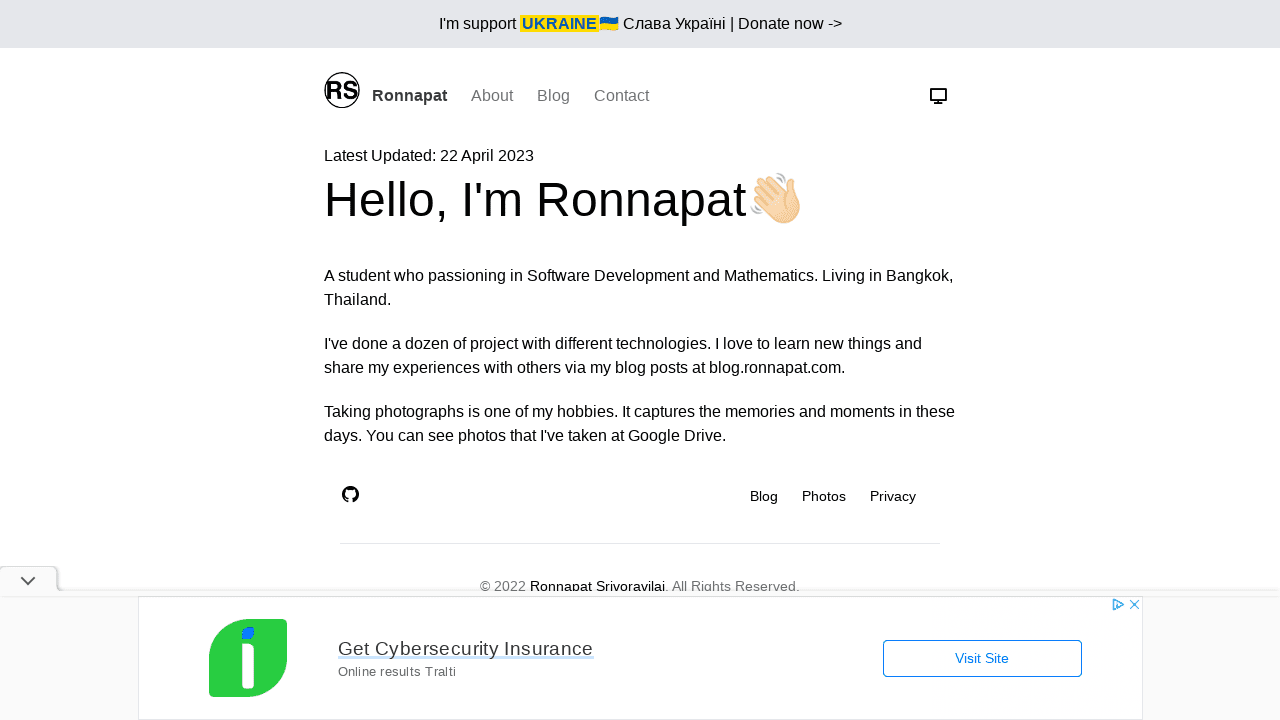 I'm support UKRAINE🇺🇦 Слава Україні | Donate now ->
RS Ronnapat About Blog Contact
Latest Updated: 22 April 2023
Hello, I'm Ronnapat👋🏻
A student who passioning in Software Development and Mathematics. Living in Bangkok,
Thailand.
I've done a dozen of project with different technologies. I love to learn new things and
share my experiences with others via my blog posts at blog.ronnapat.com.
Taking photographs is one of my hobbies. It captures the memories and moments in these
days. You can see photos that I've taken at Google Drive.
Blog Photos Privacy
© 2022 Ronnapat Srivoravilai. All Rights Reserved.
Get Cybersecurity Insurance
Online results Tralti
Visit Site